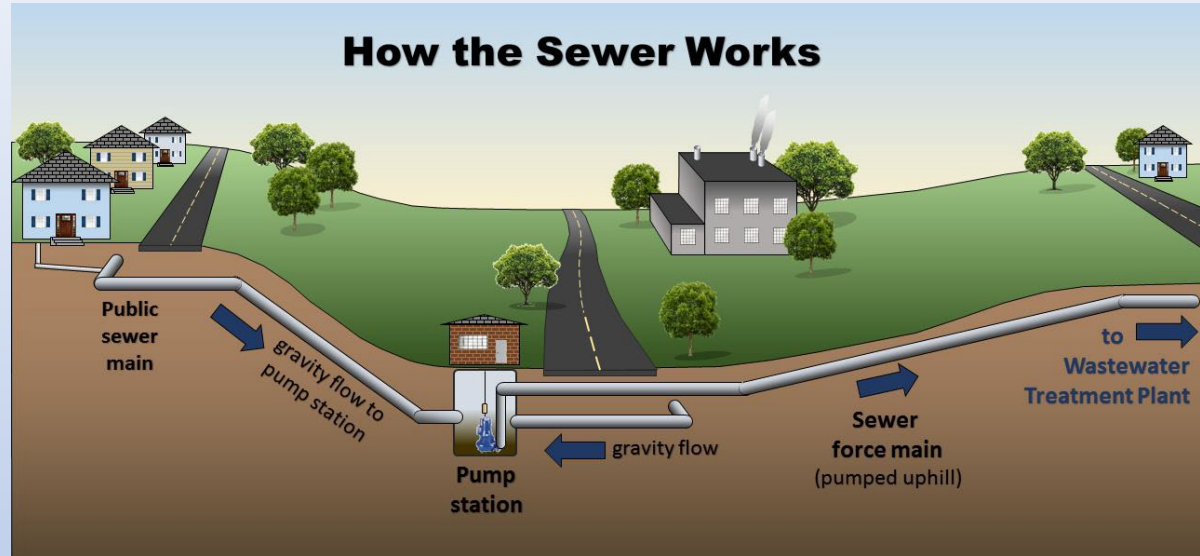 How the Sewer Works
Public
sewer
main
gravity flow to
pump station
Pump
station
gravity flow
Sewer
force main
(pumped uphill)
to
Wastewater
Treatment Plant